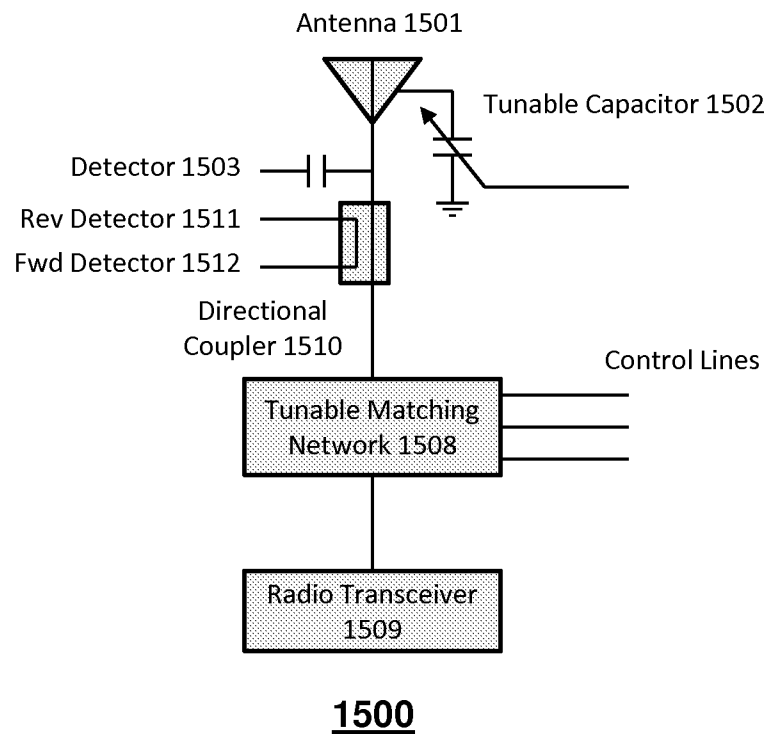 Antenna 1501
Tunable Capacitor 1502
Detector 1503
Rev Detector 1511
Fwd Detector 1512
Directional
Coupler 1510
Control Lines
Tunable Matching
Network 1508
Radio Transceiver
1509
1500